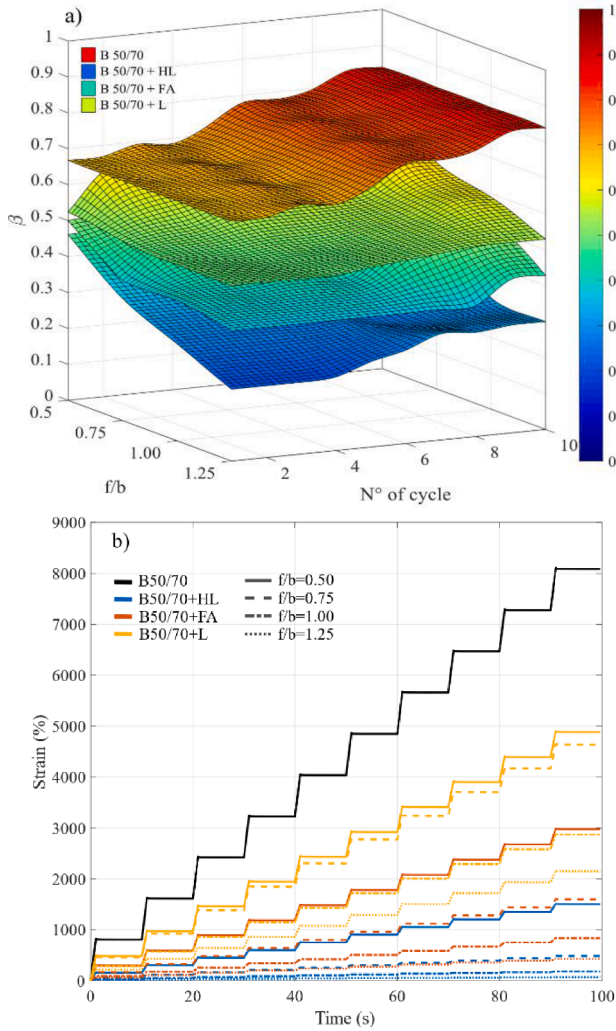 a)
1
0.9
0.8
0.7
0.6
0.5
0.4
0.3
0.2
0.1
0
β
B 50/70
B 50/70 + HL
B 50/70 + FA
B 50/70 + L
0.5
0.75
1.00
1.25
f/b
2
4
6
8
10
N° of cycle
1
0
0
0
0
0
0
0
0
0
0
b)
9000
8000
7000
6000
5000
4000
3000
2000
1000
0
Strain (%)
B50/70
B50/70+HL
B50/70+FA
B50/70+L
f/b=0.50
f/b=0.75
f/b=1.00
f/b=1.25
0
20
40
60
80
100
Time (s)